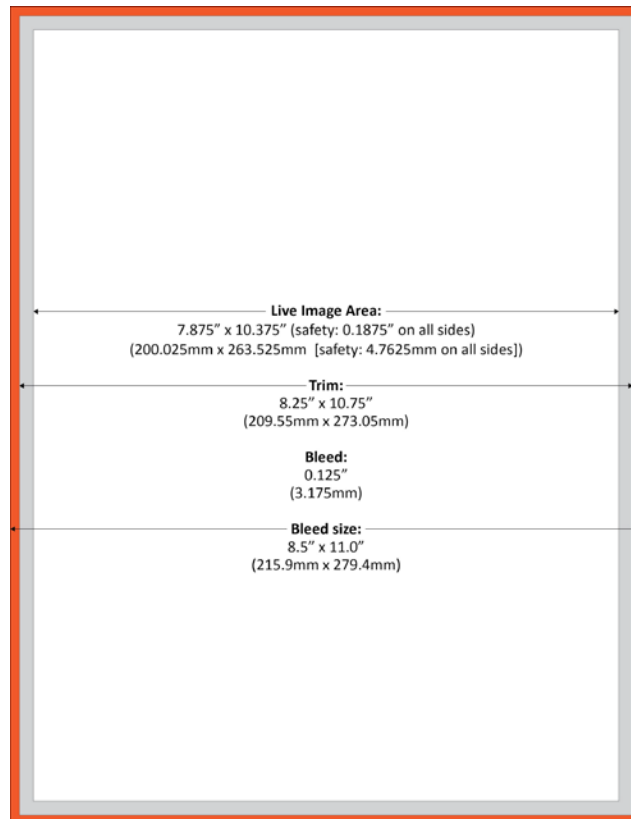 Live Image Area:
7.875” x 10.375” (safety: 0.1875” on all sides)
(200.025mm x 263.525mm [safety: 4.7625mm on all sides])
Trim:
8.25” x 10.75”
(209.55mm x 273.05mm)
Bleed:
0.125”
(3.175mm)
Bleed size:
8.5” x 11.0”
(215.9mm x 279.4mm)